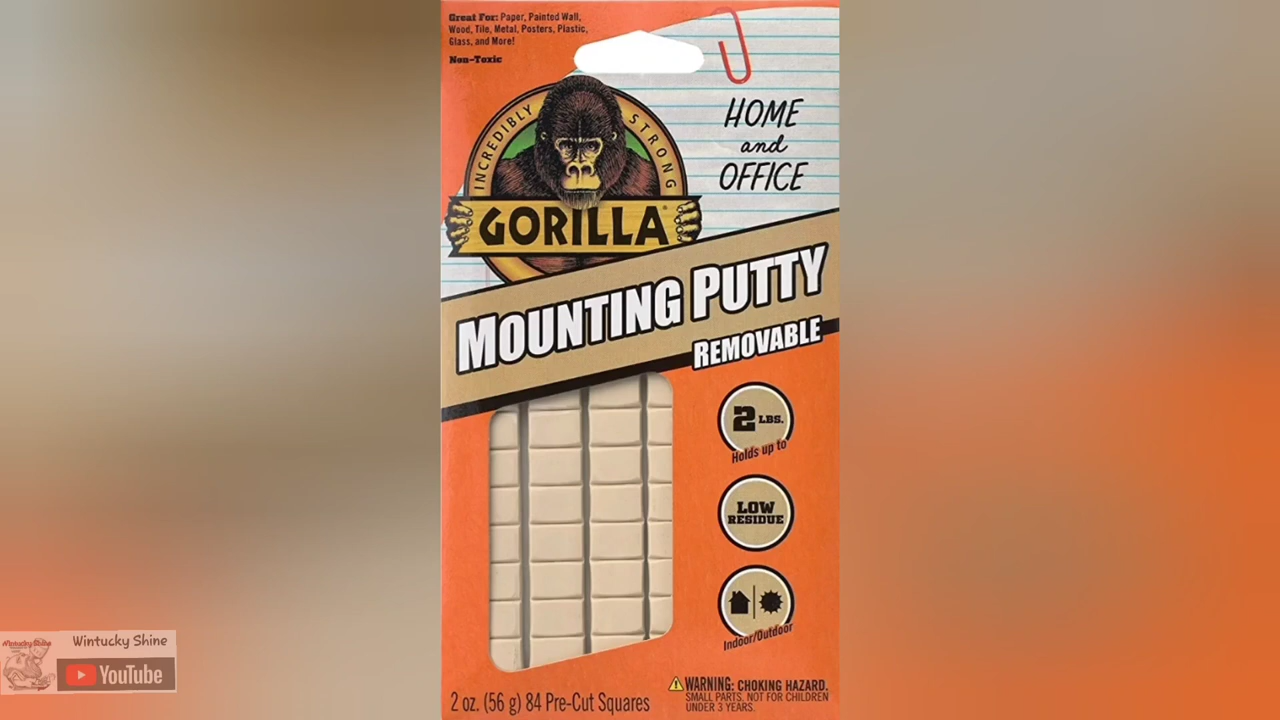 Great For: Paper, Painted Wall,
Wood, Tile, Metal, Posters, Plastic,
Glass, and More!
Non-Toxic
INCREDIBLY STRONG
GORILLA
HOME
and
OFFICE
MOUNTING PUTTY
REMOVABLE
2 LBS.
Holds up to
LOW
RESIDUE
Indoor/Outdoor
2 oz. (56 g) 84 Pre-Cut Squares
WARNING: CHOKING HAZARD.
SMALL PARTS. NOT FOR CHILDREN
UNDER 3 YEARS.
Wintucky Shine
Wintucky Shine
YouTube